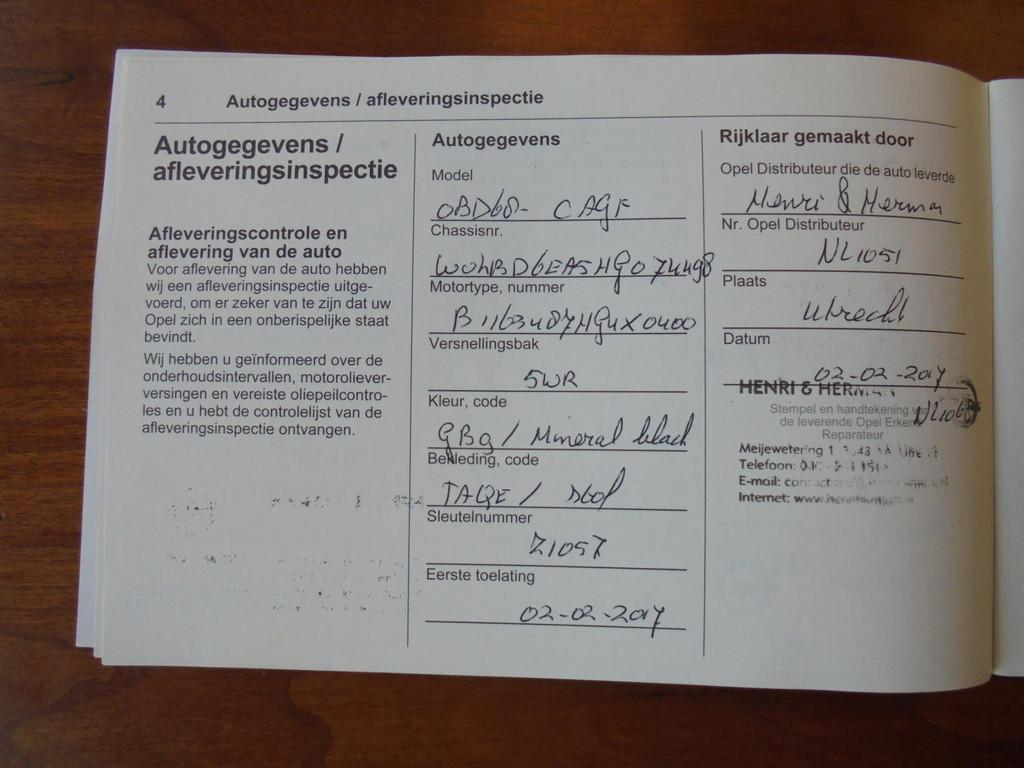 4 Autogegevens / afleveringsinspectie
Autogegevens /
afleveringsinspectie
Afleveringscontrole en
aflevering van de auto
Voor aflevering van de auto hebben
wij een afleveringsinspectie uitge-
voerd, om er zeker van te zijn dat uw
Opel zich in een onberispelijke staat
bevindt.
Wij hebben u geïnformeerd over de
onderhoudsintervallen, motoroliever-
versingen en vereiste oliepeilcontro-
les en u hebt de controlelijst van de
afleveringsinspectie ontvangen.
Autogegevens
Model
0BD68- CAGF
Chassisnr.
W0LBD6EA5HG074498
Motortype, nummer
Versnellingsbak
5WR
Kleur, code
GBg / Mineral black
Bekleding, code
TAQE /
Sleutelnummer
Z1057
Eerste toelating
02-02-2017
Rijklaar gemaakt door
Opel Distributeur die de auto leverde
Henri & Herman
Nr. Opel Distributeur
NL1051
Plaats
Utrecht
Datum
02-02-2017
HENRI & HERMAN
Stempel en handtekening
de leverende Opel
Reparateur
Meijewetering 1
Telefoon:
E-mail:
Internet: www